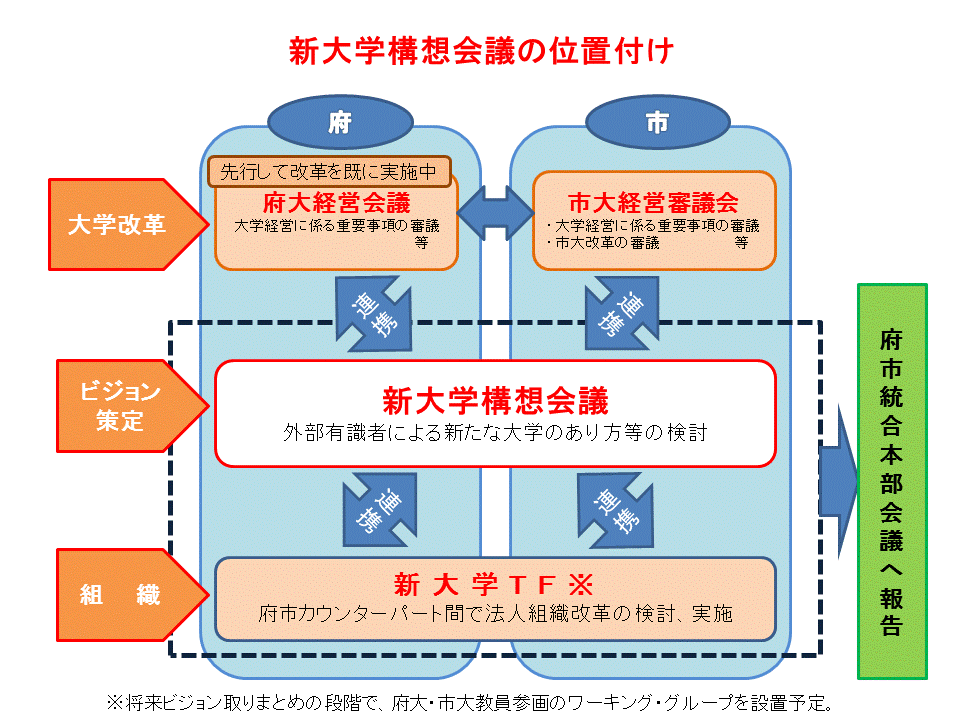 新大学構想会議の位置付け
府
市
先行して改革を既に実施中
大学改革
府大経営会議
大学経営に係る重要事項の審議
等
市大経営審議会
・大学経営に係る重要事項の審議
・市大改革の審議　　　　　等
連携
連携
ビジョン
策定
新大学構想会議
外部有識者による新たな大学のあり方等の検討
連携
連携
組　織
新大学TF※
府市カウンターパート間で法人組織改革の検討、実施
府市統合本部会議へ報告
※将来ビジョン取りまとめの段階で、府大・市大教員参画のワーキング・グループを設置予定。